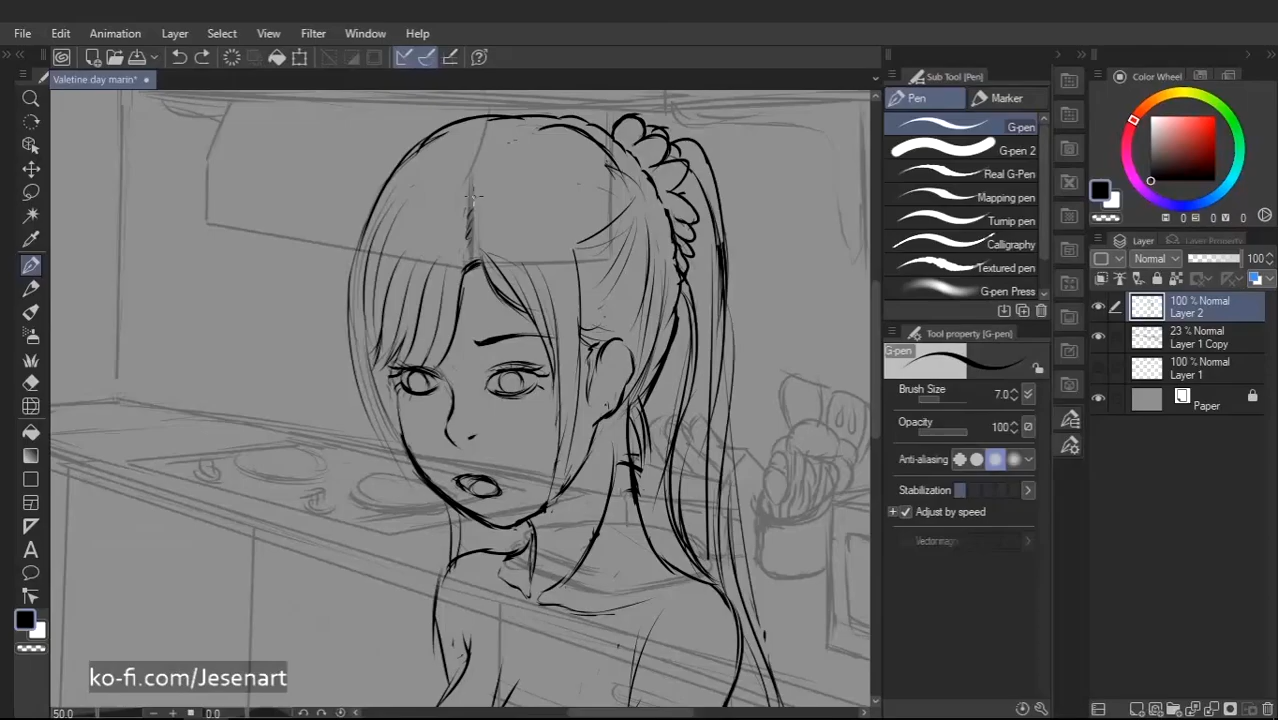 File Edit Animation Layer Select View Filter Window Help
Valetine day marin*
Sub Tool[Pen]
Pen
Marker
G-pen
G-pen 2
Real G-Pen
Mapping pen
Turnip pen
Calligraphy
Textured pen
G-pen Press
Tool property [G-pen]
G-pen
Brush Size 7.0
Opacity 100
Anti-aliasing
Stabilization
Adjust by speed
Color Wheel
H 0 S 0 V 0
Layer Layer Property
Normal 100
100 % Normal
Layer 2
23 % Normal
Layer 1 Copy
100 % Normal
Layer 1
Paper
ko-fi.com/Jesenart
50.0 0.0